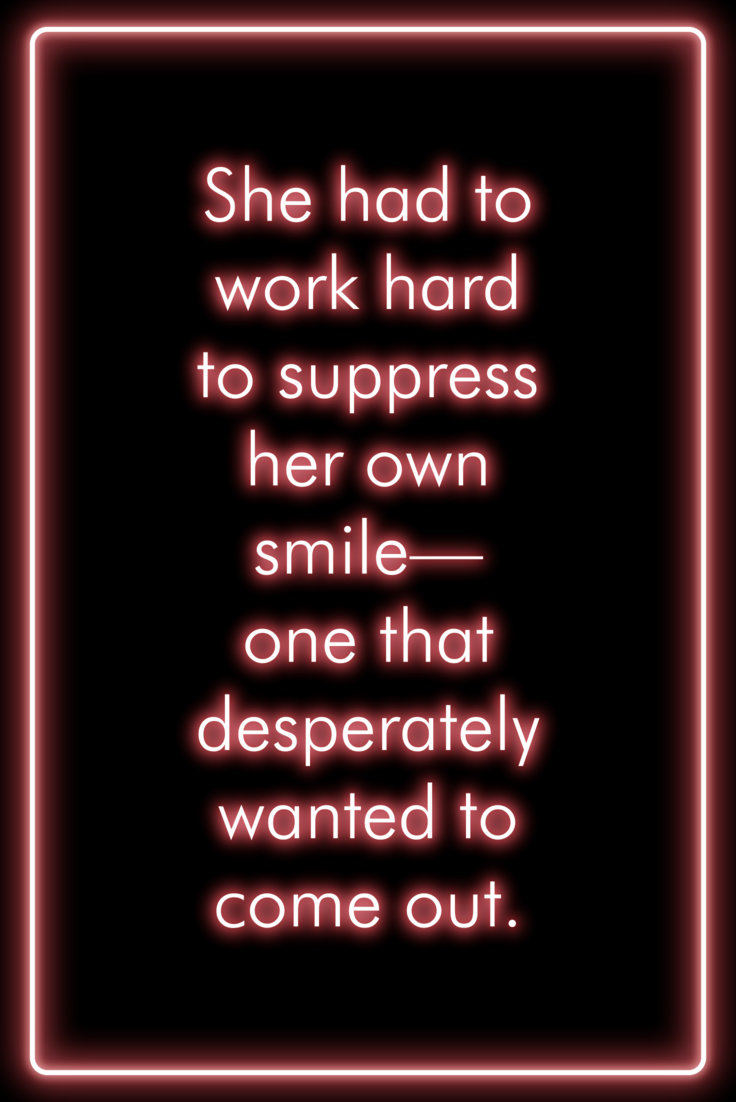 She had to
work hard
to suppress
her own
smile—
one that
desperately
wanted to
come out.